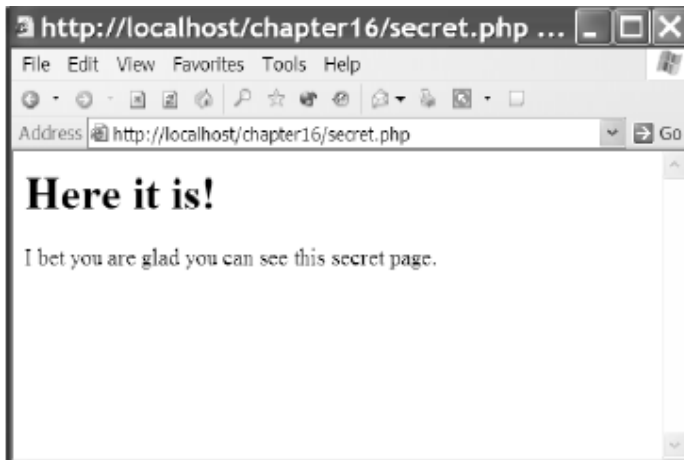 http://localhost/chapter16/secret.php ...
File Edit View Favorites Tools Help
Address http://localhost/chapter16/secret.php Go
Here it is!
I bet you are glad you can see this secret page.